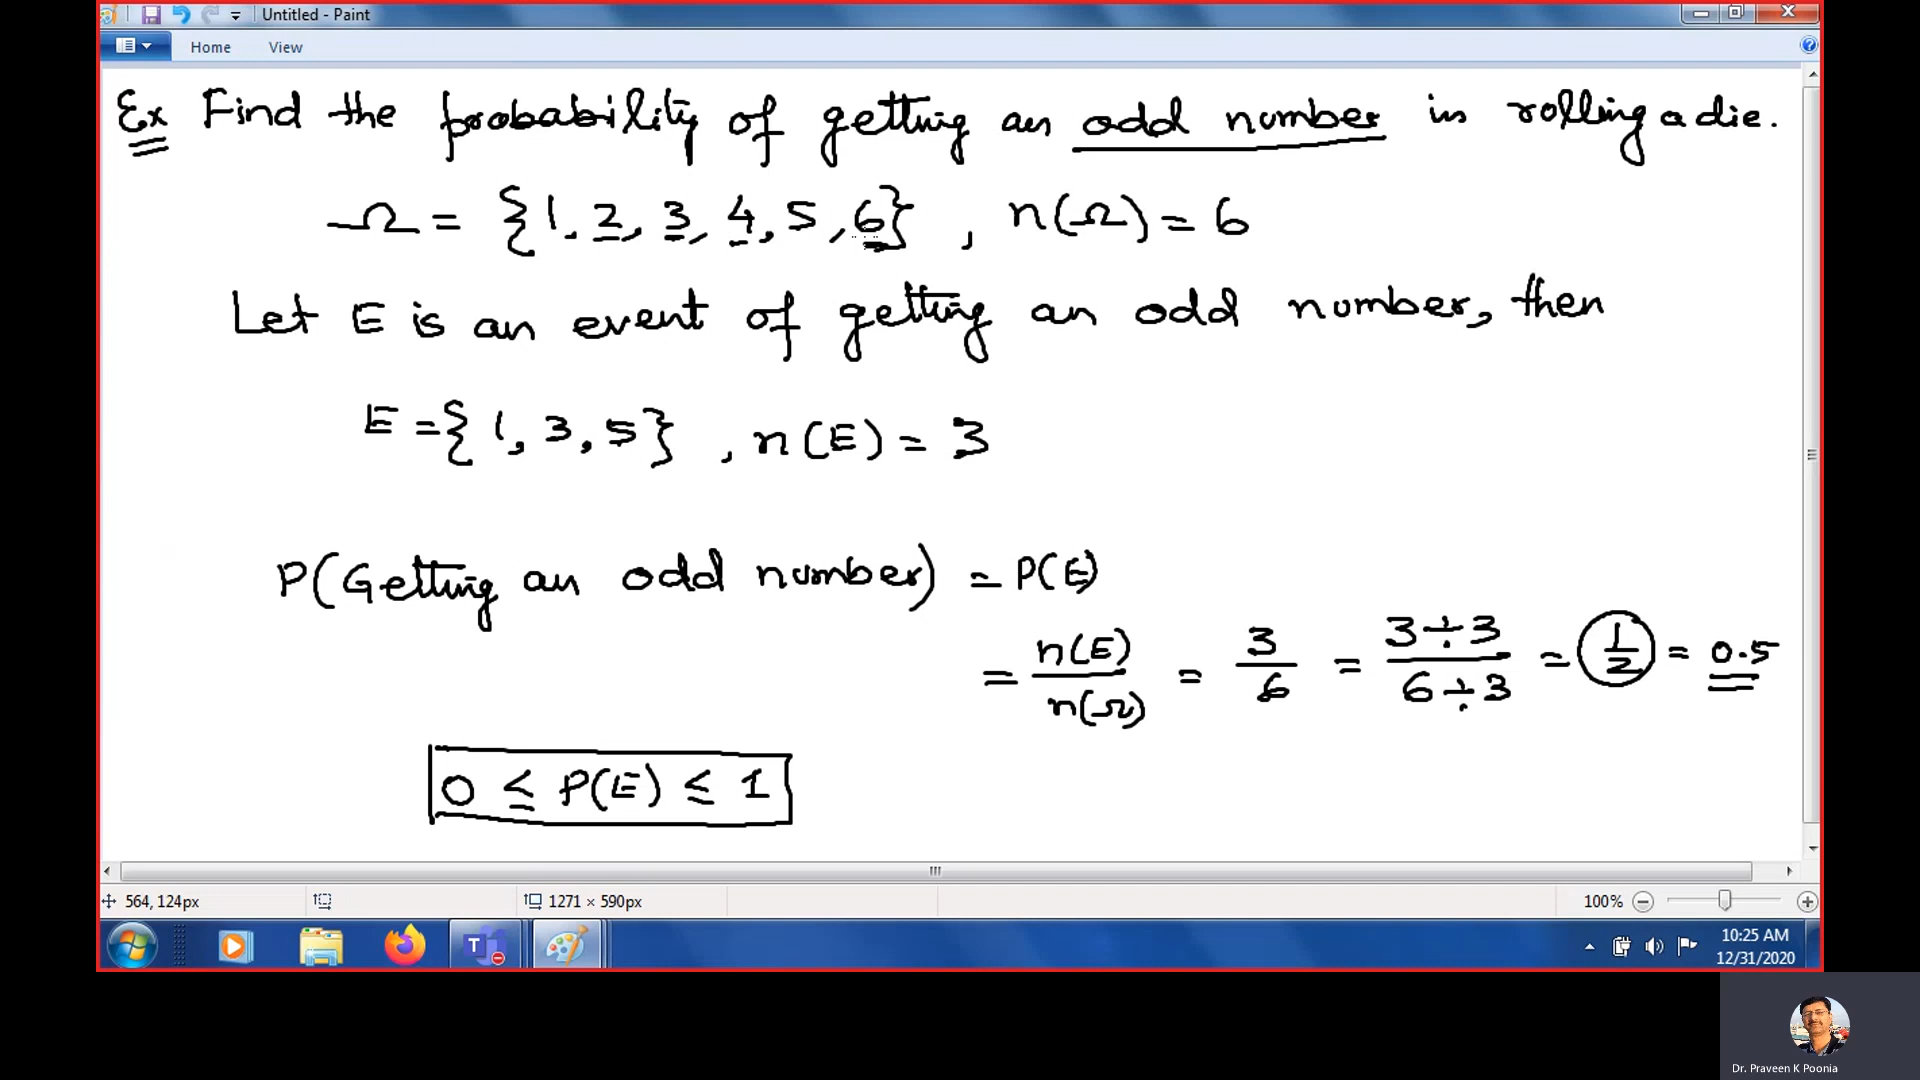 Untitled - Paint
Home View
Ex Find the probability of getting an odd number in rolling a die.
Ω = {1, 2, 3, 4, 5, 6} , n(Ω) = 6
Let E is an event of getting an odd number, then
E = {1, 3, 5} , n(E) = 3
P(Getting an odd number) = P(E)
= n(E)/n(Ω) = 3/6 = 3÷3/6÷3 = 1/2 = 0.5
0 ≤ P(E) ≤ 1
564, 124px 1271 × 590px 100%
T 10:25 AM
12/31/2020
Dr. Praveen K Poonia